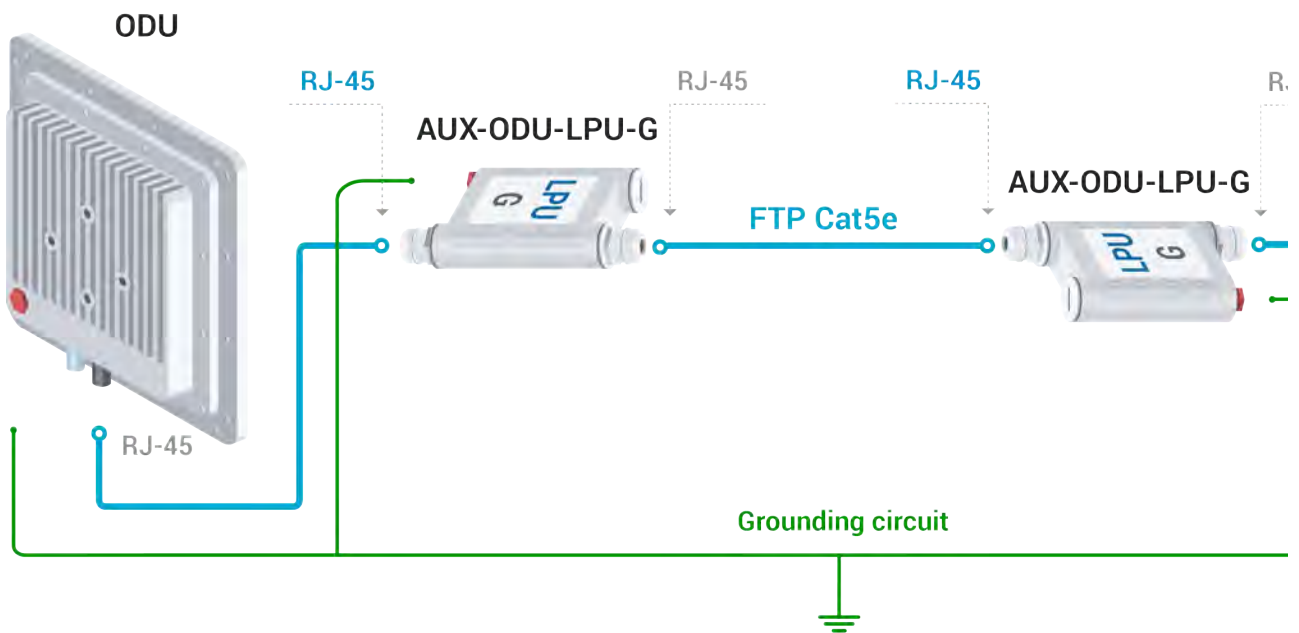 ODU
RJ-45
RJ-45
RJ-45
AUX-ODU-LPU-G
LPU
G
AUX-ODU-LPU-G
LPU
G
FTP Cat5e
RJ-45
Grounding circuit